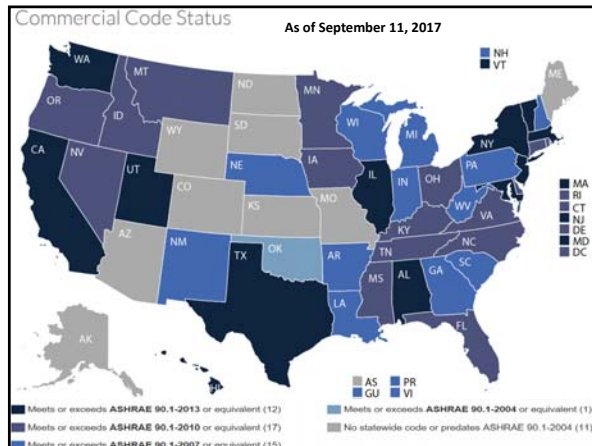 Commercial Code Status
As of September 11, 2017
NH
VT
WA
MT
ND
MN
ME
OR
ID
SD
WI
MI
NY
WY
IA
NE
PA
CA
NV
UT
CO
IL
IN
OH
KS
MO
WV
VA
KY
MA
RI
CT
NJ
DE
MD
DC
AZ
NM
OK
AR
TN
NC
SC
TX
MS
AL
GA
LA
FL
AK
HI
AS
PR
GU
VI
Meets or exceeds ASHRAE 90.1-2013 or equivalent (12)
Meets or exceeds ASHRAE 90.1-2010 or equivalent (17)
Meets or exceeds ASHRAE 90.1-2007 or equivalent (15)
Meets or exceeds ASHRAE 90.1-2004 or equivalent (1)
No statewide code or predates ASHRAE 90.1-2004 (11)